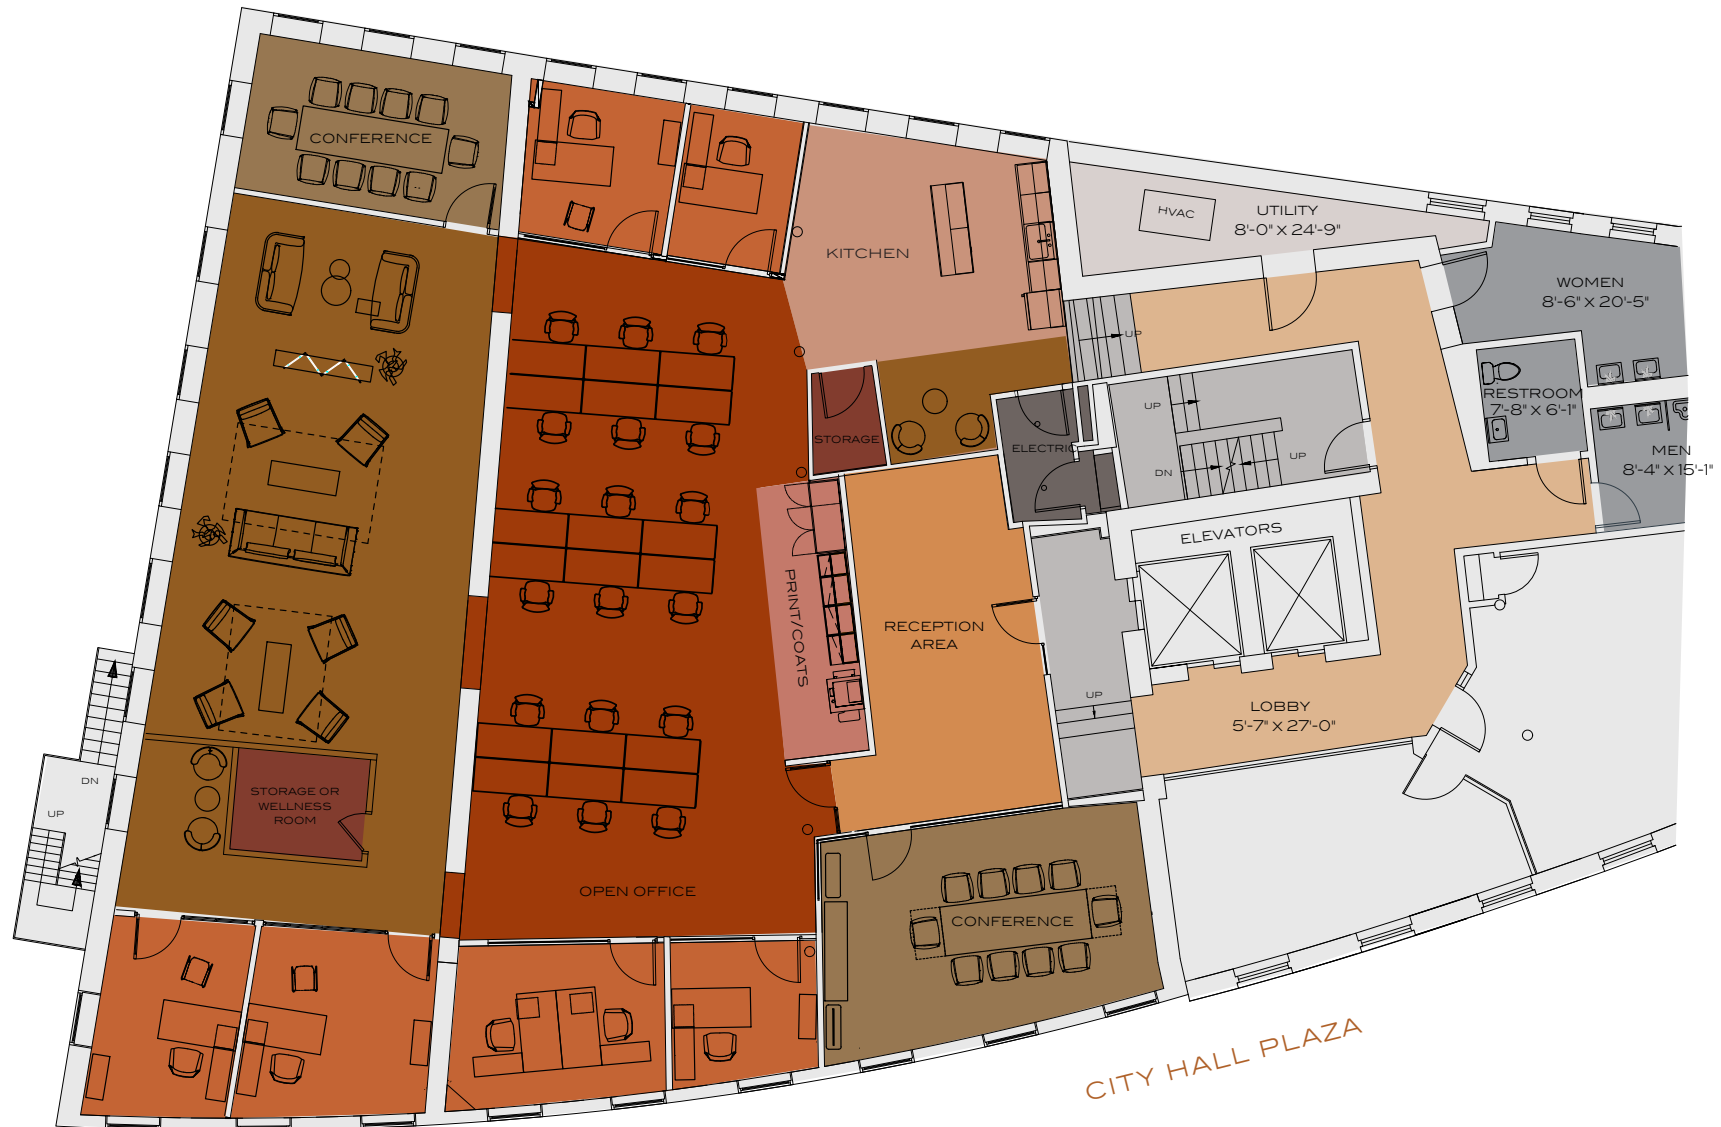 CONFERENCE
KITCHEN
HVAC
UTILITY
8'-0" X 24'-9"
WOMEN
8'-6" X 20'-5"
UP
RESTROOM
7'-8" X 6'-1"
UP
STORAGE
ELECTRIC
DN
UP
MEN
8'-4" X 15'-1"
ELEVATORS
PRINT/COATS
RECEPTION
AREA
UP
LOBBY
5'-7" X 27'-0"
DN
UP
STORAGE OR
WELLNESS
ROOM
OPEN OFFICE
CONFERENCE
CITY HALL PLAZA